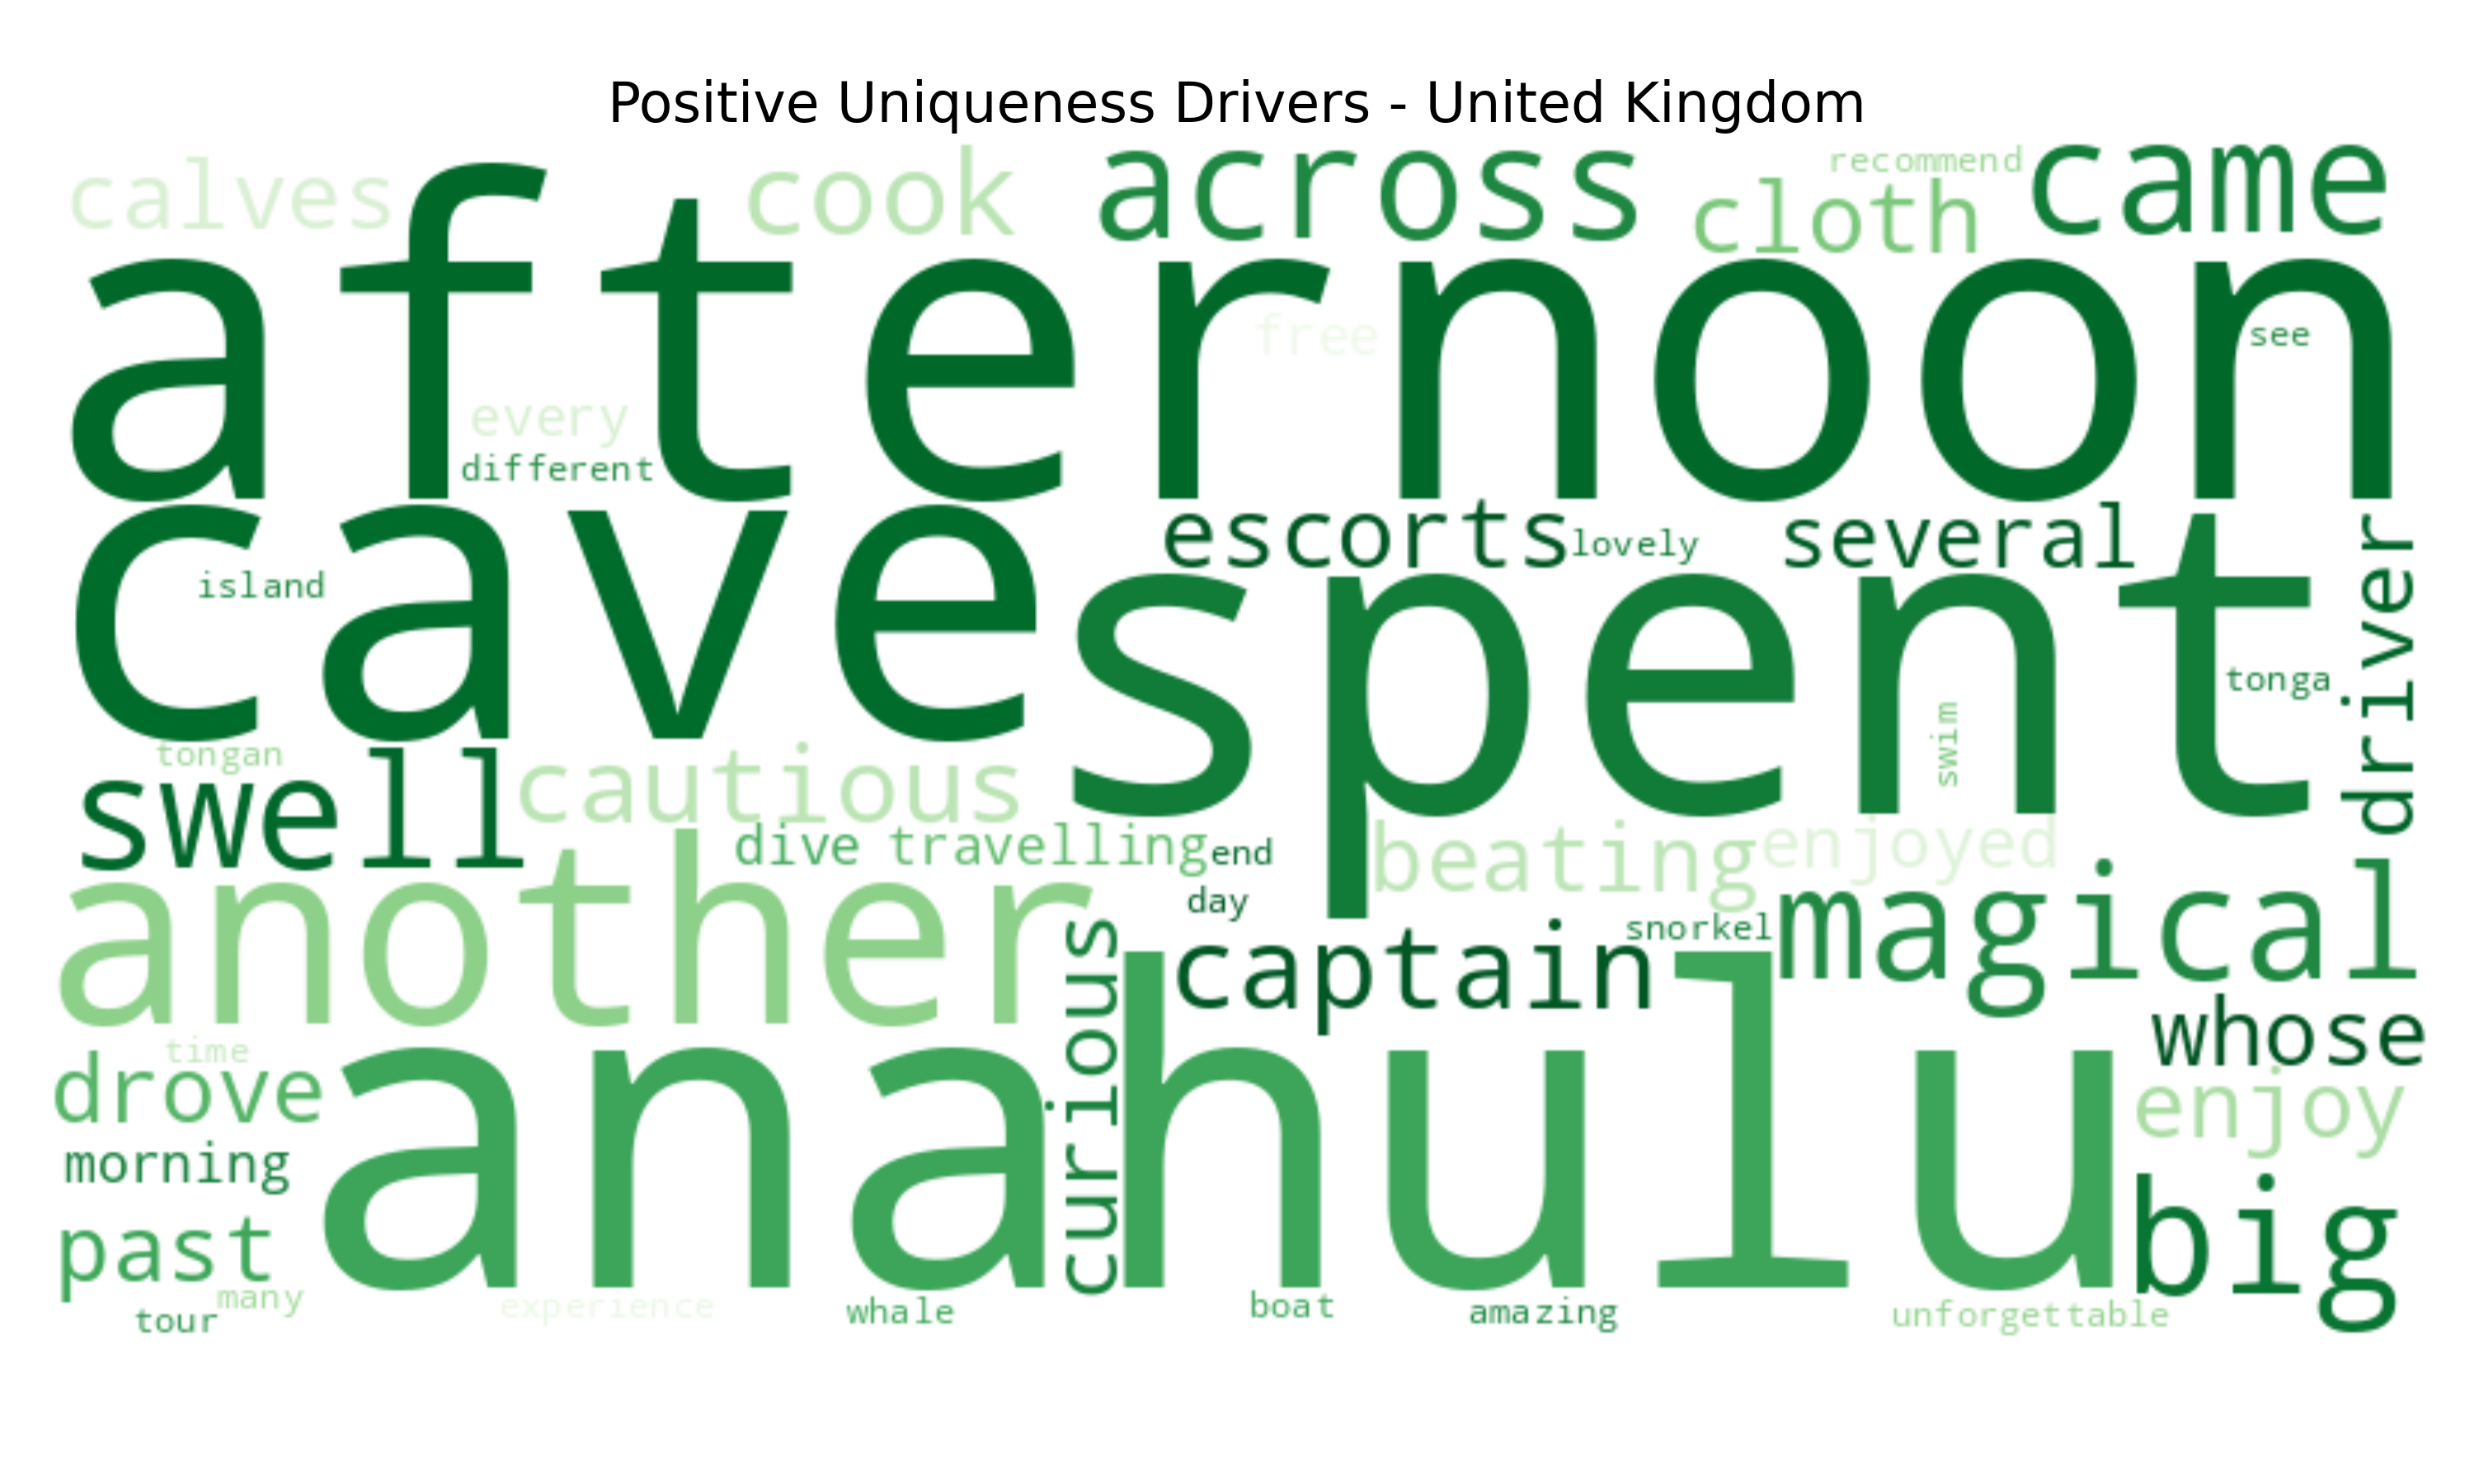 Positive Uniqueness Drivers - United Kingdom
calves
cook
across
recommend
cloth
came
afternoon
free
see
every
different
cave
escorts
lovely
several
island
spent
driver
tonga
swim
tongan
swell
cautious
dive
travelling
end
beating
enjoyed
another
day
magical
snorkel
captain
curious
whose
time
drove
anahulu
enjoy
morning
big
past
many
tour
experience
whale
boat
amazing
unforgettable